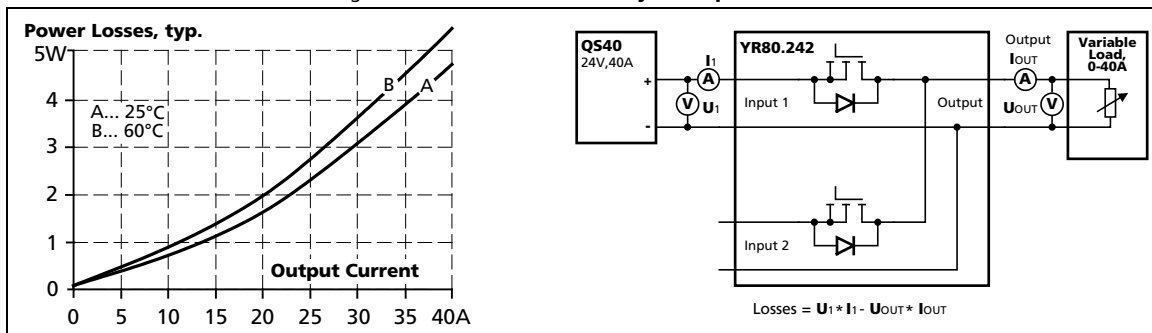 Power Losses, typ.
5W
4
3
2
1
0
A... 25°C
B... 60°C
B
A
Output Current
0 5 10 15 20 25 30 35 40A
QS40
24V,40A
+
-
I1
A
V U1
YR80.242
Input 1
Output
Input 2
Output
IOUT
A
UOUT V
Variable
Load,
0-40A
Losses = U1* I1- UOUT* IOUT